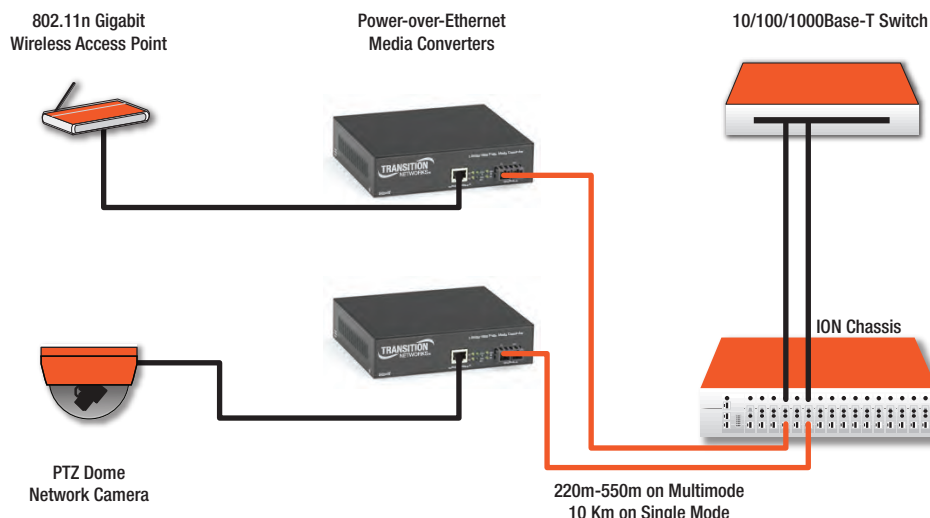 802.11n Gigabit
Wireless Access Point
Power-over-Ethernet
Media Converters
10/100/1000Base-T Switch
TRANSITION
NETWORKS
TRANSITION
NETWORKS
ION Chassis
PTZ Dome
Network Camera
220m-550m on Multimode
10 Km on Single Mode